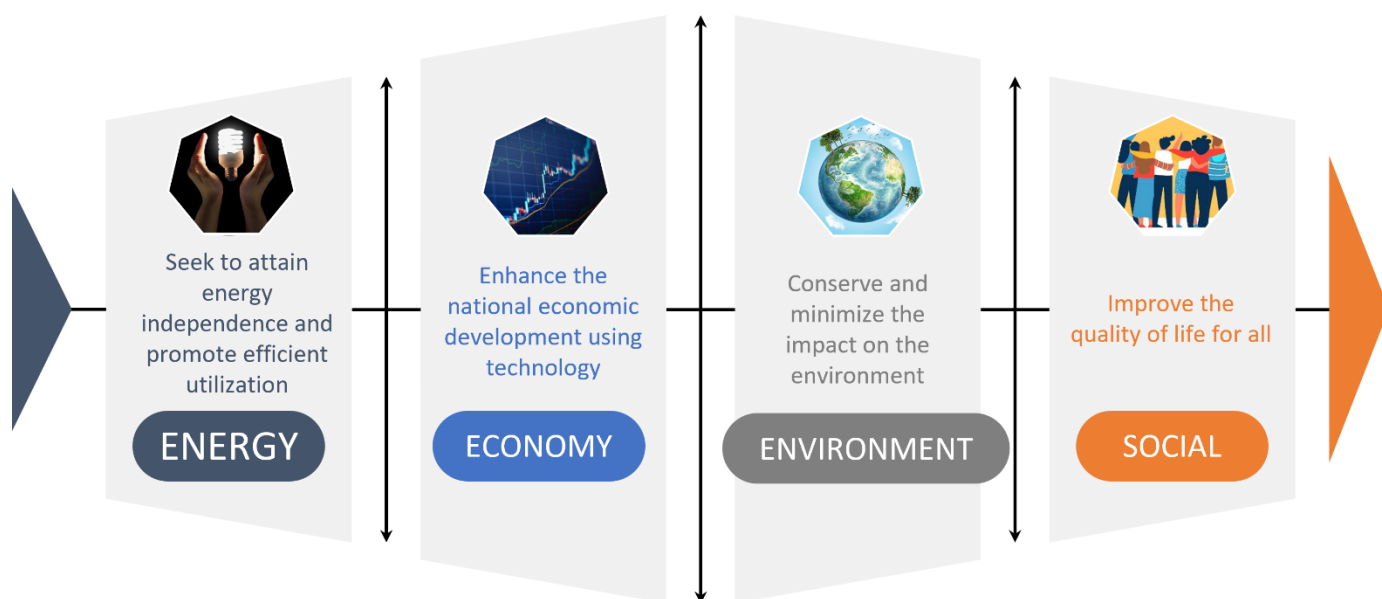 Seek to attain
energy
independence and
promote efficient
utilization
ENERGY
Enhance the
national economic
development using
technology
ECONOMY
Conserve and
minimize the
impact on the
environment
ENVIRONMENT
Improve the
quality of life for all
SOCIAL